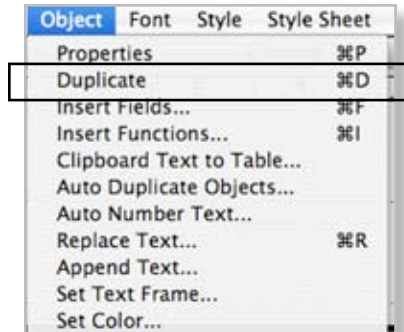 Object Font Style Style Sheet
Properties ⌘P
Duplicate ⌘D
Insert Fields... ⌘F
Insert Functions... ⌘I
Clipboard Text to Table...
Auto Duplicate Objects...
Auto Number Text...
Replace Text... ⌘R
Append Text...
Set Text Frame...
Set Color...